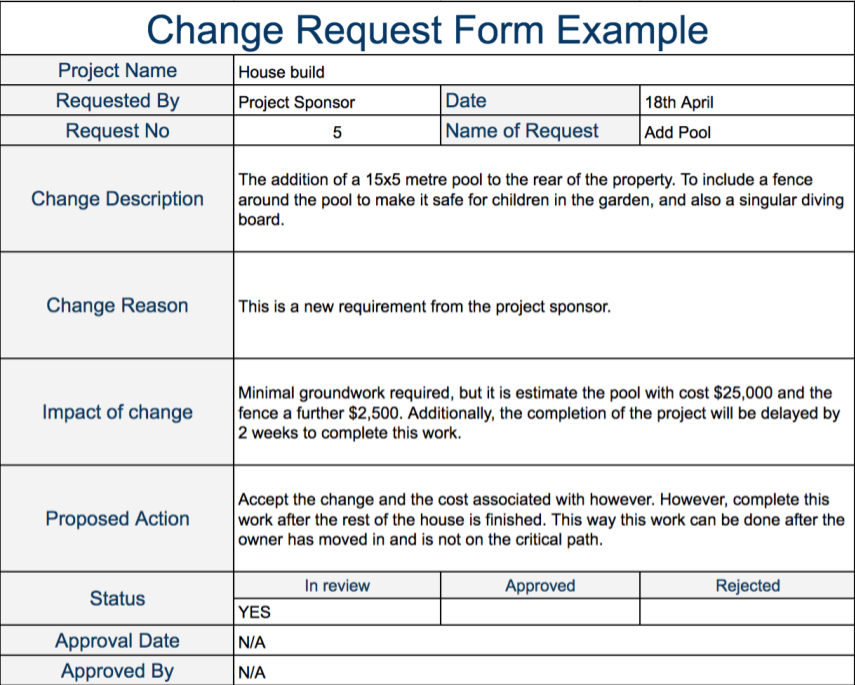 Change Request Form Example
Project Name House build
Requested By Project Sponsor Date 18th April
Request No 5 Name of Request Add Pool
Change Description
The addition of a 15x5 metre pool to the rear of the property. To include a fence
around the pool to make it safe for children in the garden, and also a singular diving
board.
Change Reason This is a new requirement from the project sponsor.
Impact of change
Minimal groundwork required, but it is estimate the pool with cost $25,000 and the
fence a further $2,500. Additionally, the completion of the project will be delayed by
2 weeks to complete this work.
Proposed Action
Accept the change and the cost associated with however. However, complete this
work after the rest of the house is finished. This way this work can be done after the
owner has moved in and is not on the critical path.
Status
In review Approved Rejected
YES
Approval Date N/A
Approved By N/A